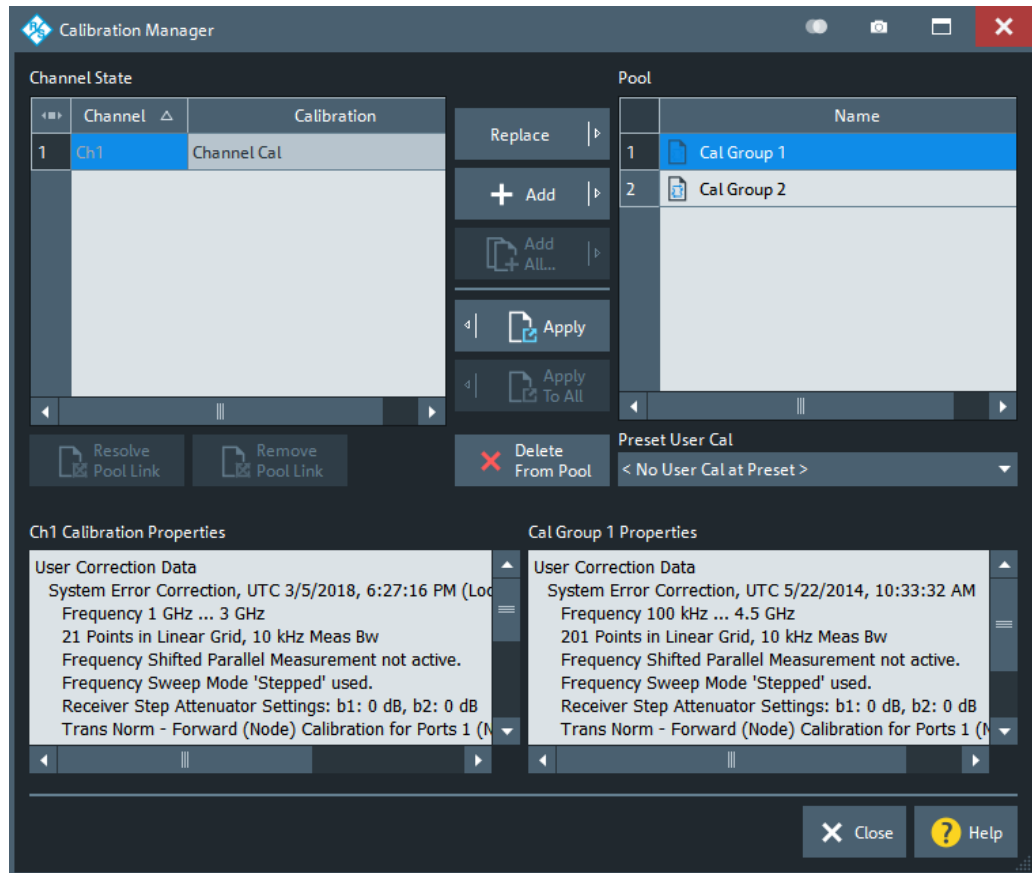 Calibration Manager
Channel State
Channel Calibration
1 Ch1 Channel Cal
Replace
Add
Add
All...
Apply
Apply
To All
Delete
From Pool
Resolve
Pool Link
Remove
Pool Link
Pool
Name
1 Cal Group 1
2 Cal Group 2
Preset User Cal
< No User Cal at Preset >
Ch1 Calibration Properties
User Correction Data
System Error Correction, UTC 3/5/2018, 6:27:16 PM (Loc
Frequency 1 GHz ... 3 GHz
21 Points in Linear Grid, 10 kHz Meas Bw
Frequency Shifted Parallel Measurement not active.
Frequency Sweep Mode 'Stepped' used.
Receiver Step Attenuator Settings: b1: 0 dB, b2: 0 dB
Trans Norm - Forward (Node) Calibration for Ports 1 (N
Cal Group 1 Properties
User Correction Data
System Error Correction, UTC 5/22/2014, 10:33:32 AM
Frequency 100 kHz ... 4.5 GHz
201 Points in Linear Grid, 10 kHz Meas Bw
Frequency Shifted Parallel Measurement not active.
Frequency Sweep Mode 'Stepped' used.
Receiver Step Attenuator Settings: b1: 0 dB, b2: 0 dB
Trans Norm - Forward (Node) Calibration for Ports 1 (N
Close
? Help